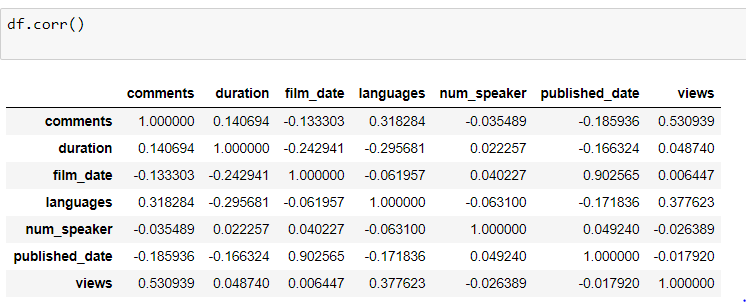 df.corr()
comments duration film_date languages num_speaker published_date views
comments 1.000000 0.140694 -0.133303 0.318284 -0.035489 -0.185936 0.530939
duration 0.140694 1.000000 -0.242941 -0.295681 0.022257 -0.166324 0.048740
film_date -0.133303 -0.242941 1.000000 -0.061957 0.040227 0.902565 0.006447
languages 0.318284 -0.295681 -0.061957 1.000000 -0.063100 -0.171836 0.377623
num_speaker -0.035489 0.022257 0.040227 -0.063100 1.000000 0.049240 -0.026389
published_date -0.185936 -0.166324 0.902565 -0.171836 0.049240 1.000000 -0.017920
views 0.530939 0.048740 0.006447 0.377623 -0.026389 -0.017920 1.000000